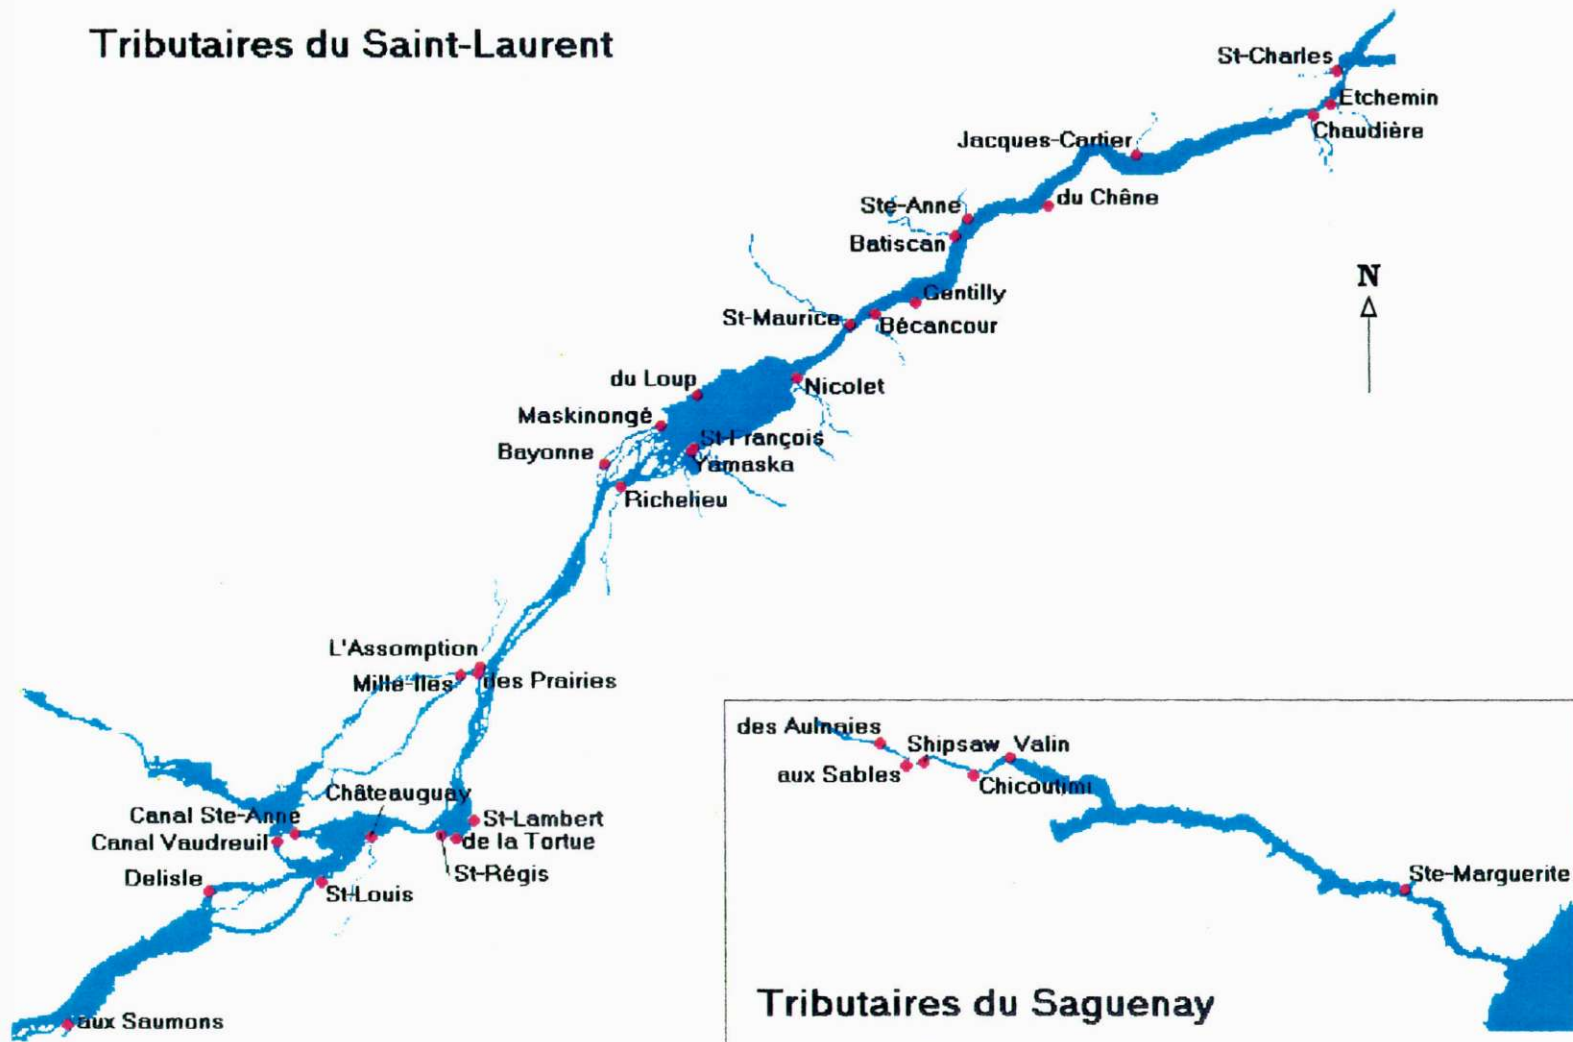 Tributaires du Saint-Laurent
St-Charles
Etchemin
Chaudière
Jacques-Cartier
du Chêne
Ste-Anne
Batiscan
N
Gentilly
St-Maurice
Bécancour
du Loup
Nicolet
Maskinongé
St-François
Bayonne
Yamaska
Richelieu
L'Assomption
Mille-Iles
des Prairies
des Aulnaies
Shipsaw
Valin
aux Sables
Chicoutimi
Châteauguay
Canal Ste-Anne
St-Lambert
Canal Vaudreuil
de la Tortue
Delisle
St-Régis
St-Louis
Ste-Marguerite
Tributaires du Saguenay
aux Saumons